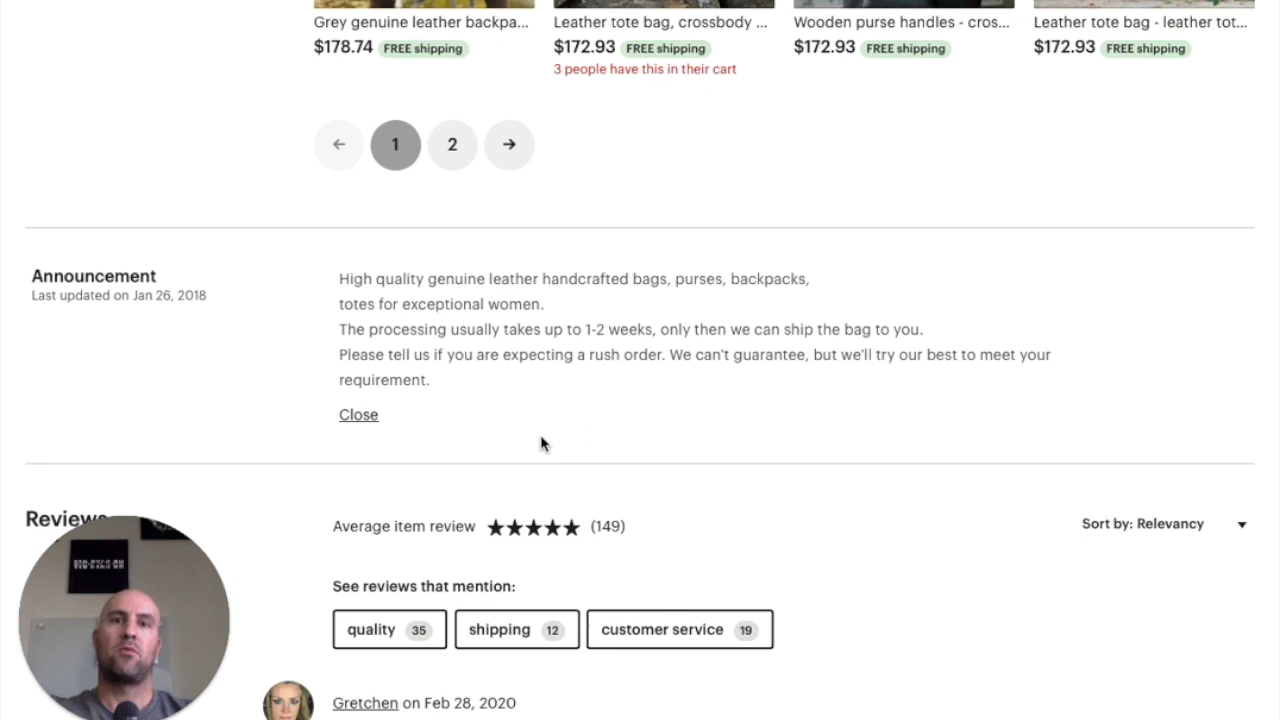 Grey genuine leather backpa...
$178.74 FREE shipping
Leather tote bag, crossbody ...
$172.93 FREE shipping
3 people have this in their cart
Wooden purse handles - cros...
$172.93 FREE shipping
Leather tote bag - leather tot...
$172.93 FREE shipping
← 1 2 →
Announcement
Last updated on Jan 26, 2018
High quality genuine leather handcrafted bags, purses, backpacks,
totes for exceptional women.
The processing usually takes up to 1-2 weeks, only then we can ship the bag to you.
Please tell us if you are expecting a rush order. We can't guarantee, but we'll try our best to meet your
requirement.
Close
Reviews
Average item review ★★★★★ (149)
Sort by: Relevancy
See reviews that mention:
quality 35
shipping 12
customer service 19
Gretchen on Feb 28, 2020